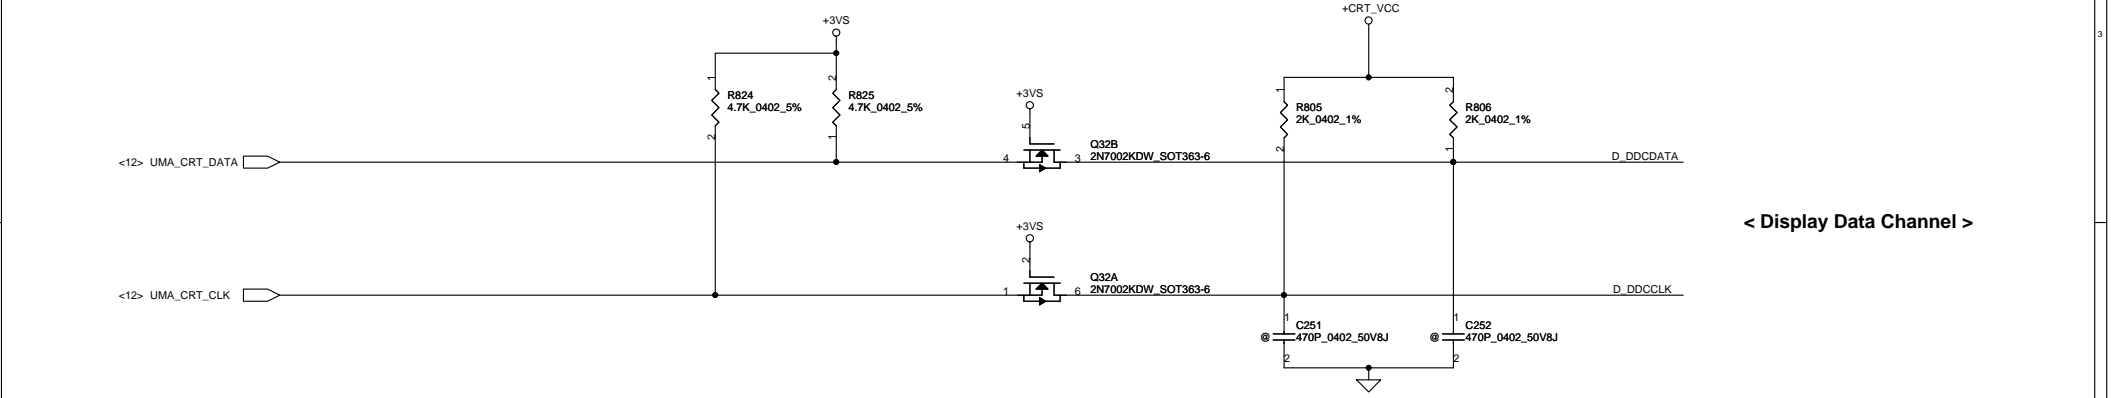 +3VS
+CRT_VCC
3
1
R824
4.7K_0402_5%
2
2
R825
4.7K_0402_5%
1
+3VS
5
1
R805
2K_0402_1%
2
2
R806
2K_0402_1%
1
<12> UMA_CRT_DATA
4
3
Q32B
2N7002KDW_SOT363-6
D_DDCDATA
< Display Data Channel >
+3VS
2
<12> UMA_CRT_CLK
1
6
Q32A
2N7002KDW_SOT363-6
D_DDCCLK
1
@
C251
470P_0402_50V8J
2
1
@
C252
470P_0402_50V8J
2